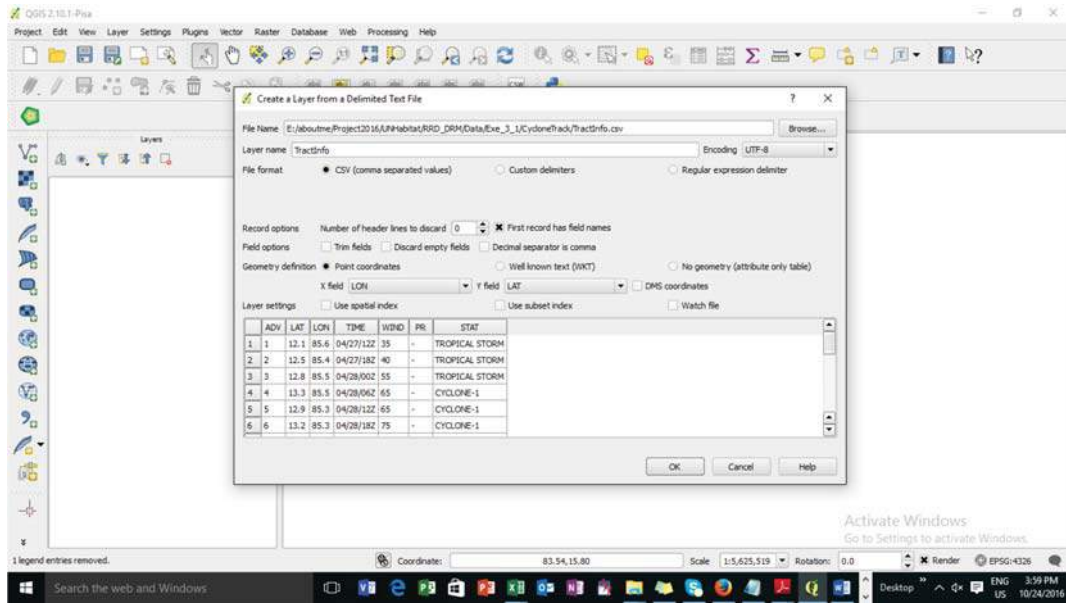 QGIS 2.10.1-Pisa
Project Edit View Layer Settings Plugins Vector Raster Database Web Processing Help
Layers
Create a Layer from a Delimited Text File
File Name E:/aboutme/Project2016/UNHabitat/RRD_DRM/Data/Exe_3_1/CycloneTrack/TractInfo.csv Browse...
Layer name TractInfo Encoding UTF-8
File format CSV (comma separated values) Custom delimiters Regular expression delimiter
Record options Number of header lines to discard 0 First record has field names
Field options Trim fields Discard empty fields Decimal separator is comma
Geometry definition Point coordinates Well known text (WKT) No geometry (attribute only table)
X field LON Y field LAT DMS coordinates
Layer settings Use spatial index Use subset index Watch file
ADV LAT LON TIME WIND PR STAT
1 1 12.1 85.6 04/27/12Z 35 - TROPICAL STORM
2 2 12.5 85.4 04/27/18Z 40 - TROPICAL STORM
3 3 12.8 85.5 04/28/00Z 55 - TROPICAL STORM
4 4 13.3 85.5 04/28/06Z 65 - CYCLONE-1
5 5 12.9 85.3 04/28/12Z 65 - CYCLONE-1
6 6 13.2 85.3 04/28/18Z 75 - CYCLONE-1
OK Cancel Help
Activate Windows
Go to Settings to activate Windows.
1 legend entries removed. Coordinate: 83.54,15.80 Scale 1:5,625,519 Rotation: 0.0 Render EPSG:4326
Search the web and Windows Desktop ENG 3:59 PM
US 10/24/2016